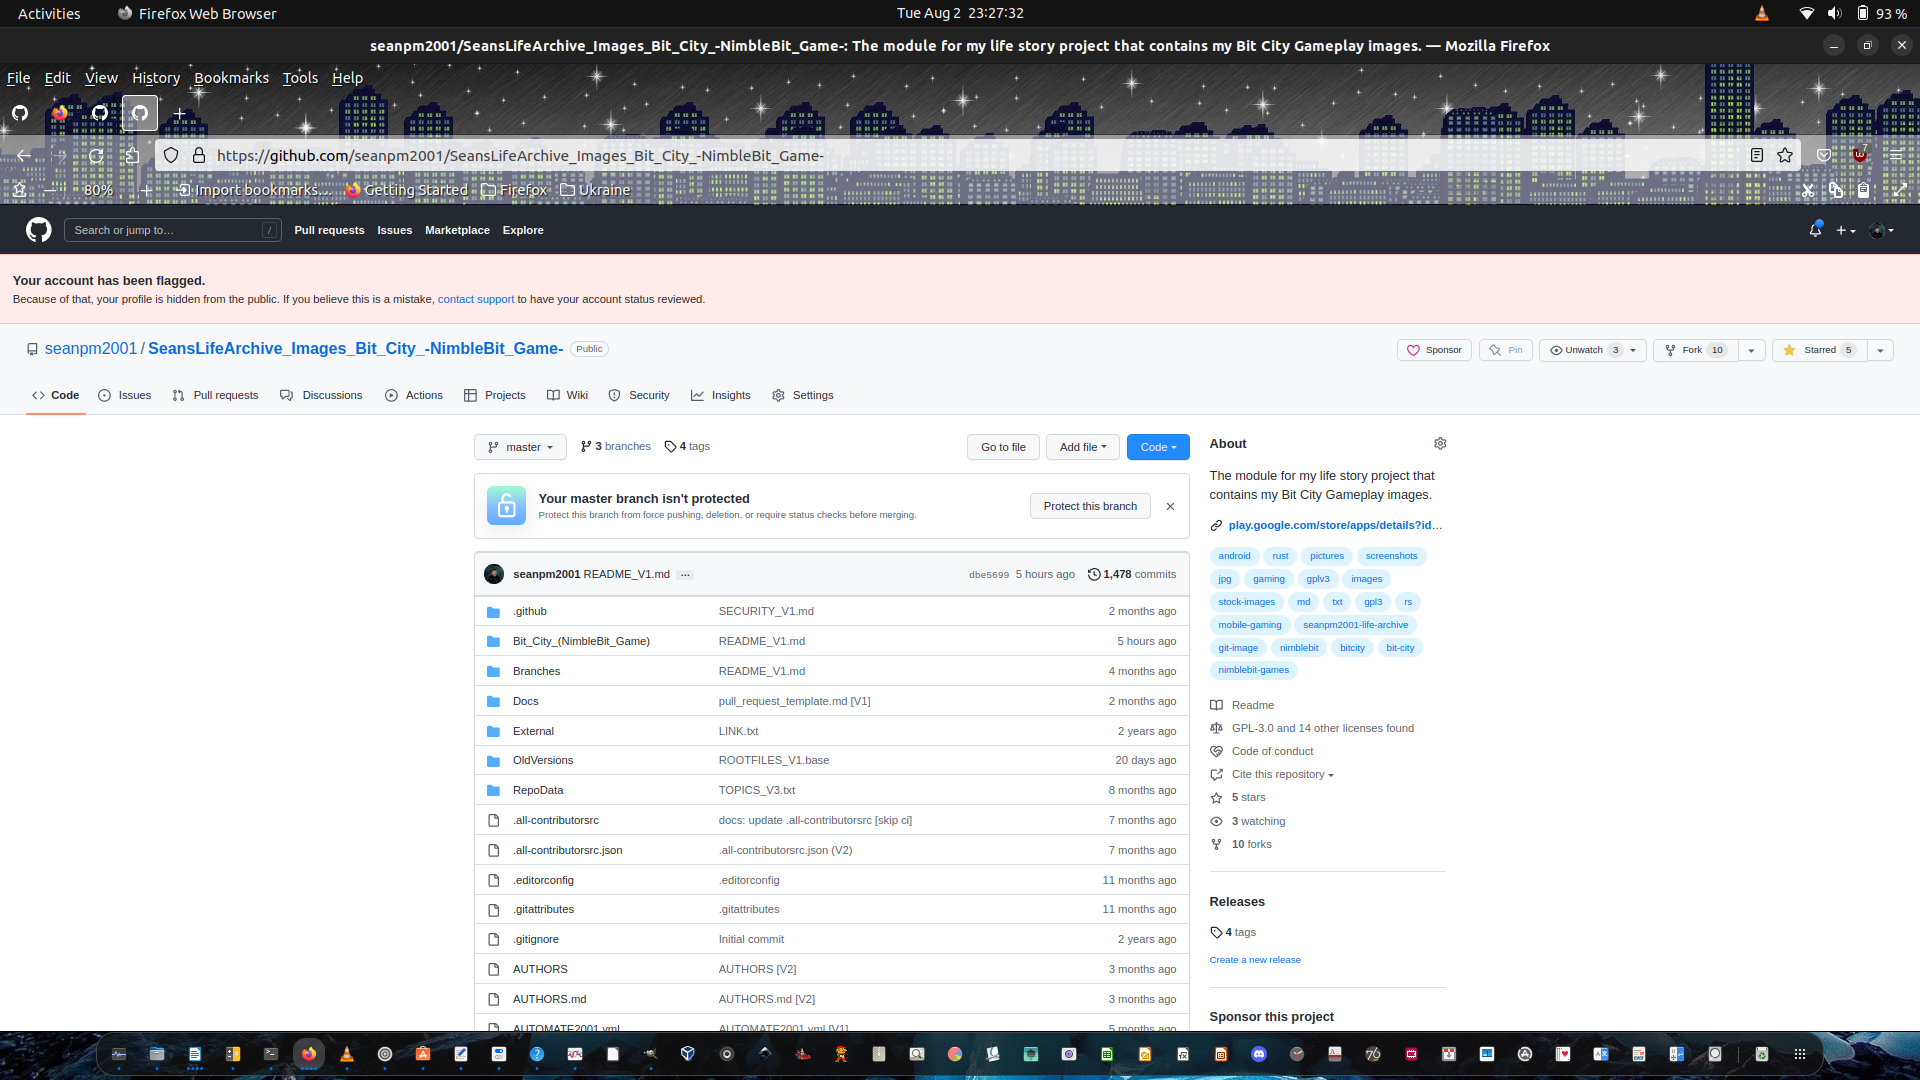 Activities Firefox Web Browser Tue Aug 2 23:27:32 93 %
seanpm2001/SeansLifeArchive_Images_Bit_City_-NimbleBit_Game-: The module for my life story project that contains my Bit City Gameplay images. — Mozilla Firefox
File Edit View History Bookmarks Tools Help
https://github.com/seanpm2001/SeansLifeArchive_Images_Bit_City_-NimbleBit_Game- 7
80% Import bookmarks... Getting Started Firefox Ukraine
Search or jump to… / Pull requests Issues Marketplace Explore
Your account has been flagged.
Because of that, your profile is hidden from the public. If you believe this is a mistake, contact support to have your account status reviewed.
seanpm2001 / SeansLifeArchive_Images_Bit_City_-NimbleBit_Game- Public Sponsor Pin Unwatch 3 Fork 10 Starred 5
Code Issues Pull requests Discussions Actions Projects Wiki Security Insights Settings
master 3 branches 4 tags Go to file Add file Code
Your master branch isn't protected
Protect this branch from force pushing, deletion, or require status checks before merging.
Protect this branch
seanpm2001 README_V1.md ... dbe5699 5 hours ago 1,478 commits
.github SECURITY_V1.md 2 months ago
Bit_City_(NimbleBit_Game) README_V1.md 5 hours ago
Branches README_V1.md 4 months ago
Docs pull_request_template.md [V1] 2 months ago
External LINK.txt 2 years ago
OldVersions ROOTFILES_V1.base 20 days ago
RepoData TOPICS_V3.txt 8 months ago
.all-contributorsrc docs: update .all-contributorsrc [skip ci] 7 months ago
.all-contributorsrc.json .all-contributorsrc.json (V2) 7 months ago
.editorconfig .editorconfig 11 months ago
.gitattributes .gitattributes 11 months ago
.gitignore Initial commit 2 years ago
AUTHORS AUTHORS [V2] 3 months ago
AUTHORS.md AUTHORS.md [V2] 3 months ago
AUTOMATE2001.yml AUTOMATE2001.yml [V1] 5 months ago
About
The module for my life story project that
contains my Bit City Gameplay images.
play.google.com/store/apps/details?id…
android rust pictures screenshots
jpg gaming gplv3 images
stock-images md txt gpl3 rs
mobile-gaming seanpm2001-life-archive
git-image nimblebit bitcity bit-city
nimblebit-games
Readme
GPL-3.0 and 14 other licenses found
Code of conduct
Cite this repository
5 stars
3 watching
10 forks
Releases
4 tags
Create a new release
Sponsor this project